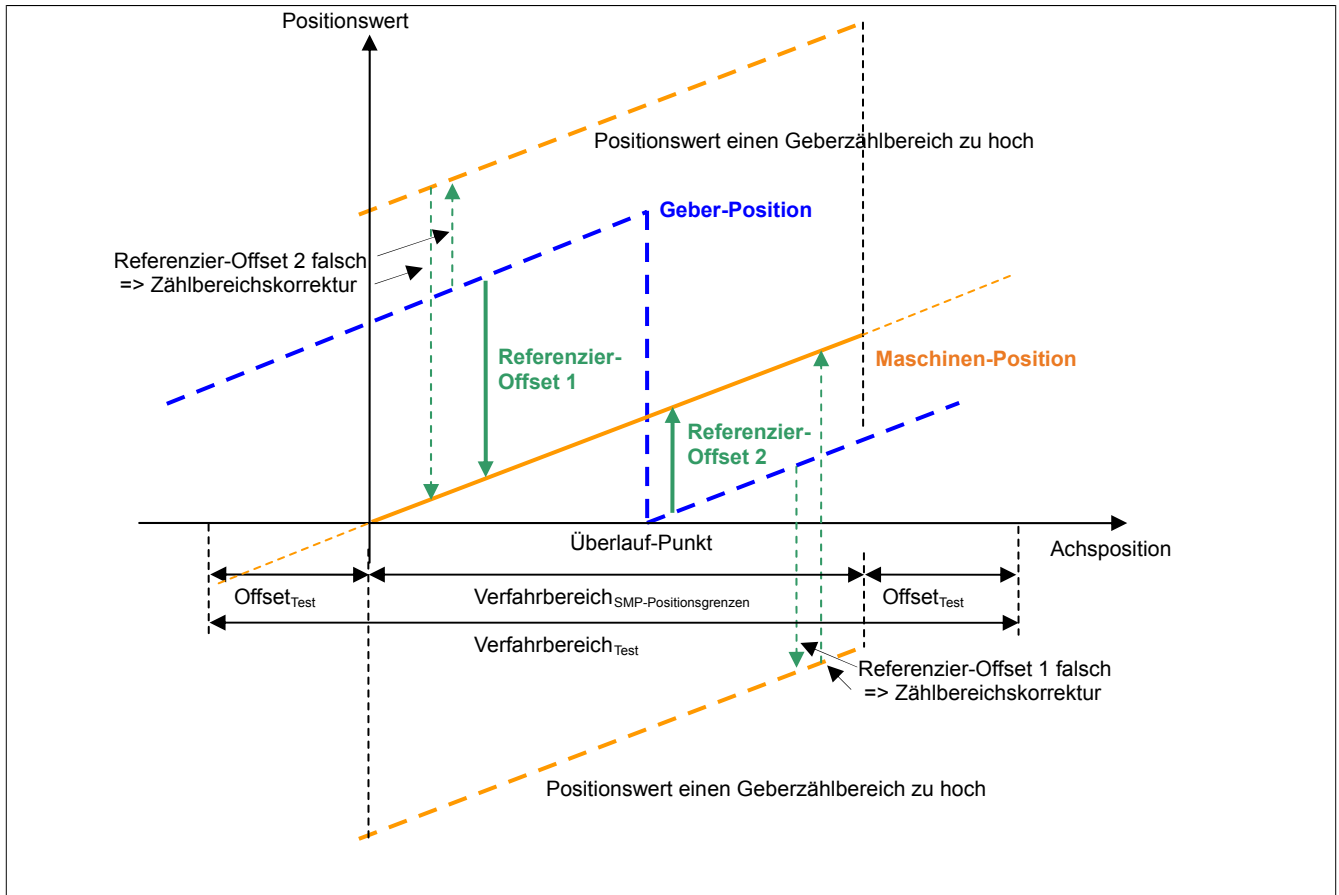 Positionswert
Positionswert einen Geberzählbereich zu hoch
Geber-Position
Referenzier-Offset 2 falsch
=> Zählbereichskorrektur
Referenzier-
Offset 1
Maschinen-Position
Referenzier-
Offset 2
Überlauf-Punkt
Achsposition
OffsetTest
VerfahrbereichSMP-Positionsgrenzen
OffsetTest
VerfahrbereichTest
Referenzier-Offset 1 falsch
=> Zählbereichskorrektur
Positionswert einen Geberzählbereich zu hoch